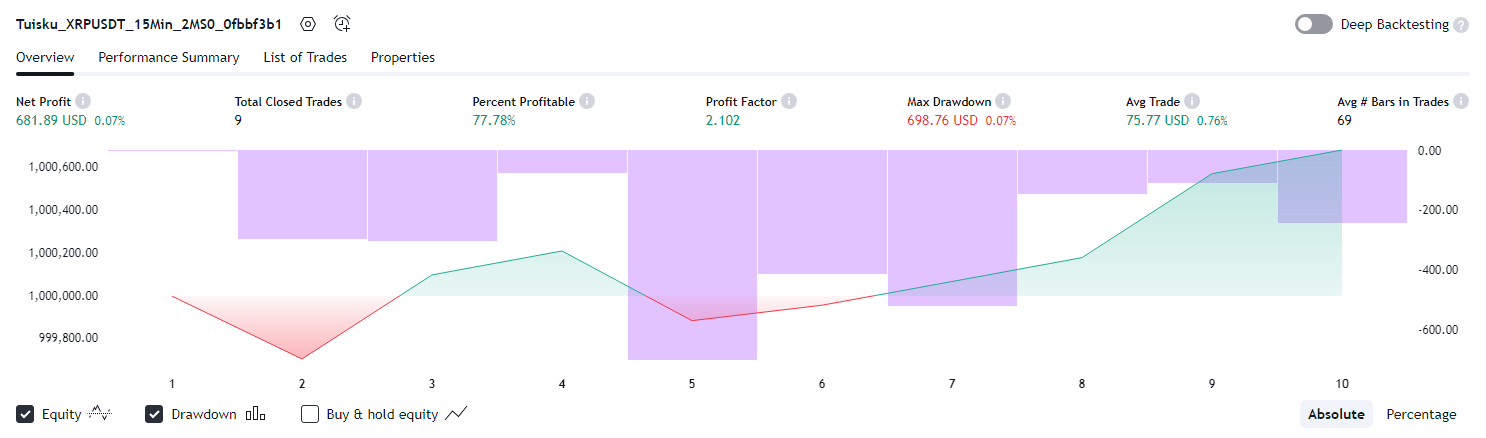 Tuisku_XRPUSDT_15Min_2MS0_0fbbf3b1 Deep Backtesting ?
Overview Performance Summary List of Trades Properties
Net Profit i Total Closed Trades i Percent Profitable i Profit Factor i Max Drawdown i Avg Trade i Avg # Bars in Trades i
681.89 USD 0.07% 9 77.78% 2.102 698.76 USD 0.07% 75.77 USD 0.76% 69
1,000,600.00 0.00
1,000,400.00 -200.00
1,000,200.00 -400.00
1,000,000.00 -600.00
999,800.00
1 2 3 4 5 6 7 8 9 10
Equity Drawdown Buy & hold equity Absolute Percentage